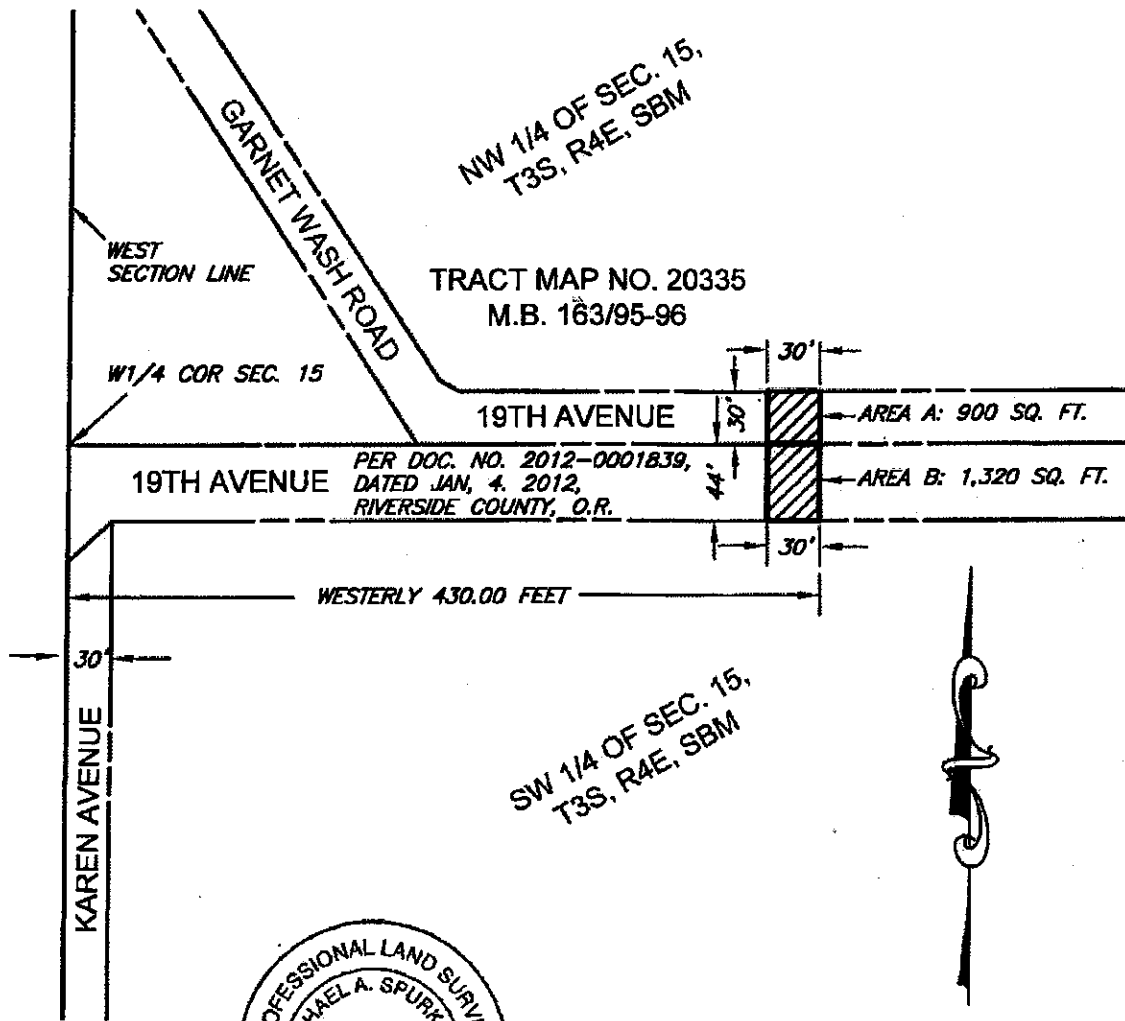 NW 1/4 OF SEC. 15,
T3S, R4E, SBM
GARNET WASH ROAD
WEST
SECTION LINE
TRACT MAP NO. 20335
M.B. 163/95-96
W1/4 COR SEC. 15
30'
19TH AVENUE
30'
AREA A: 900 SQ. FT.
19TH AVENUE
PER DOC. NO. 2012-0001839,
DATED JAN, 4. 2012,
RIVERSIDE COUNTY, O.R.
44'
AREA B: 1,320 SQ. FT.
30'
WESTERLY 430.00 FEET
30'
KAREN AVENUE
SW 1/4 OF SEC. 15,
T3S, R4E, SBM
LAND
A.